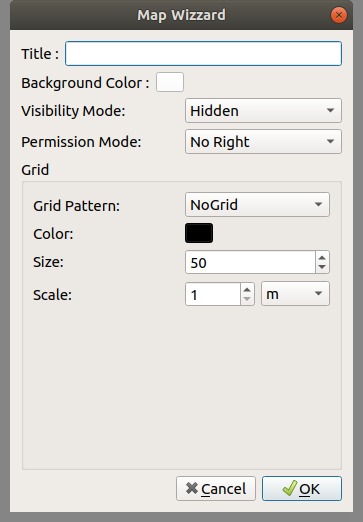 Map Wizzard
Title :
Background Color :
Visibility Mode: Hidden
Permission Mode: No Right
Grid
Grid Pattern: NoGrid
Color:
Size: 50
Scale: 1 m
Cancel OK